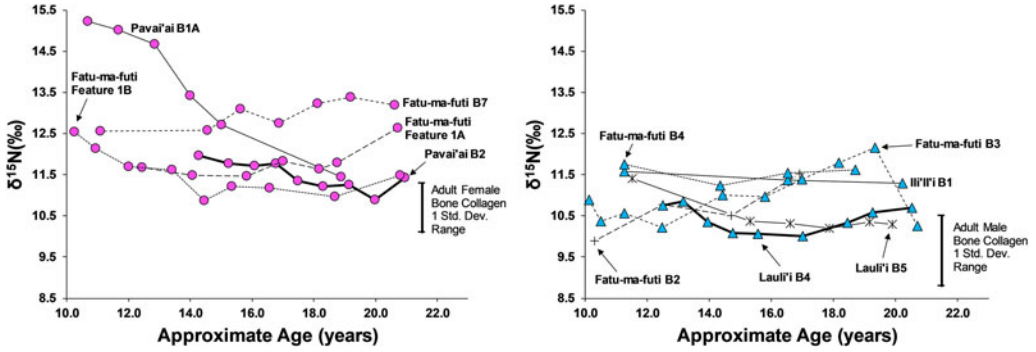 15.5
14.5
13.5
12.5
11.5
10.5
9.5
8.5
δ15N(‰)
Pavai'ai B1A
Fatu-ma-futi
Feature 1B
Fatu-ma-futi B7
Fatu-ma-futi
Feature 1A
Pavai'ai B2
Adult Female
Bone Collagen
1 Std. Dev.
Range
10.0 12.0 14.0 16.0 18.0 20.0 22.0
Approximate Age (years)
15.5
14.5
13.5
12.5
11.5
10.5
9.5
8.5
δ15N(‰)
Fatu-ma-futi B4
Fatu-ma-futi B3
Ili'Il'i B1
Adult Male
Bone Collagen
1 Std. Dev.
Range
Fatu-ma-futi B2
Lauli'i B4
Lauli'i B5
10.0 12.0 14.0 16.0 18.0 20.0 22.0
Approximate Age (years)